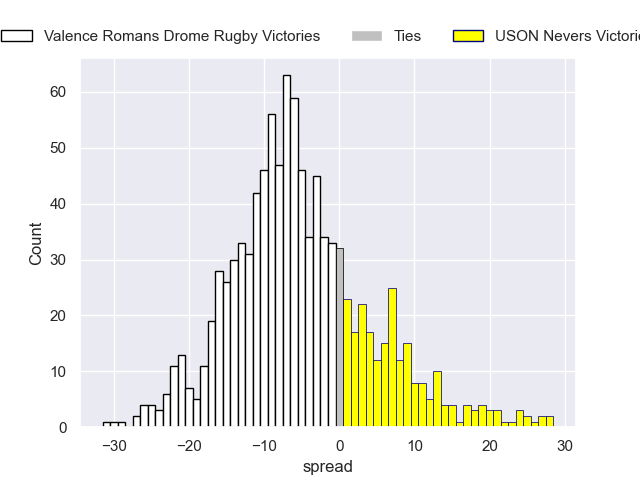 Valence Romans Drome Rugby Victories Ties USON Nevers Victori
60
50
40
30
20
10
0
Count
−30 −20 −10 0 10 20 30
spread